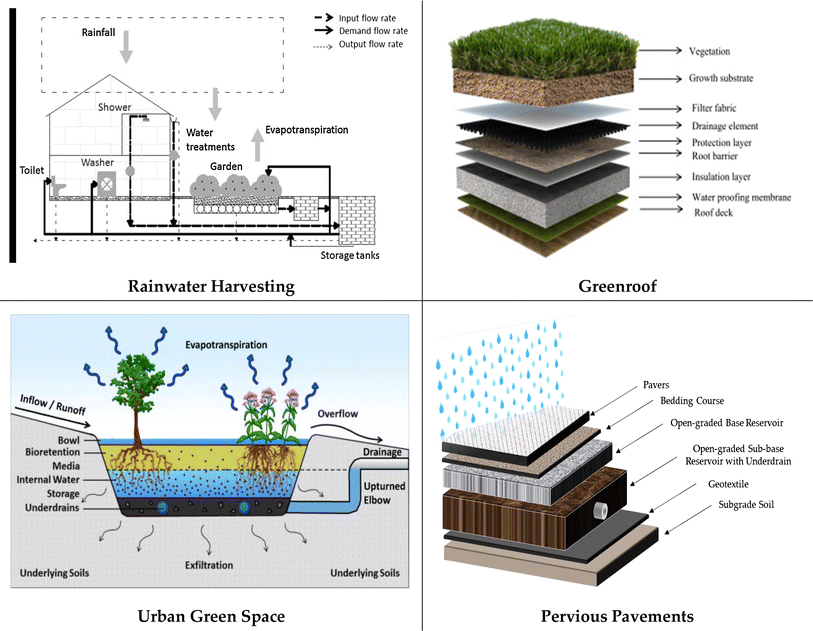 Rainfall
Input flow rate
Demand flow rate
Output flow rate
Shower
Water
treatments
Evapotranspiration
Toilet
Washer
Garden
Storage tanks
Rainwater Harvesting
Vegetation
Growth substrate
Filter fabric
Drainage element
Protection layer
Root barrier
Insulation layer
Water proofing membrane
Roof deck
Greenroof
Evapotranspiration
Inflow / Runoff
Overflow
Bowl
Bioretention
Media
Internal Water
Storage
Underdrains
Drainage
Upturned
Elbow
Underlying Soils
Exfiltration
Underlying Soils
Urban Green Space
Pavers
Bedding Course
Open-graded Base Reservoir
Open-graded Sub-base
Reservoir with Underdrain
Geotextile
Subgrade Soil
Pervious Pavements